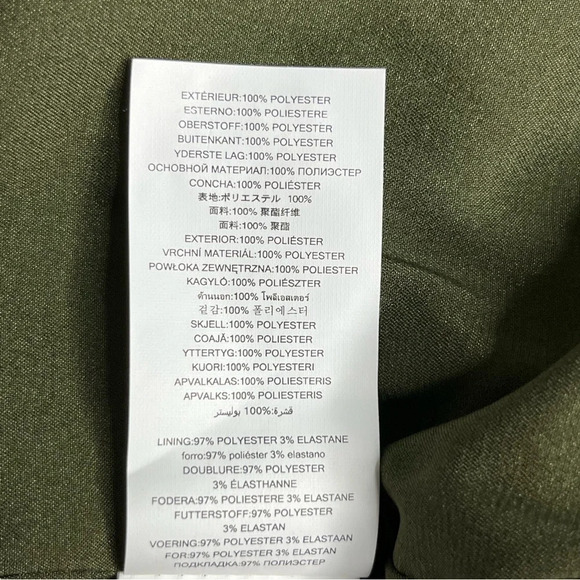 EXTÉRIEUR:100% POLYESTER
ESTERNO:100% POLIESTERE
OBERSTOFF:100% POLYESTER
BUITENKANT:100% POLYESTER
YDERSTE LAG:100% POLYESTER
ОСНОВНОЙ МАТЕРИАЛ:100% ПОЛИЭСТЕР
CONCHA:100% POLIÉSTER
表地:ポリエステル 100%
面料:100% 聚酯纤维
面料:100% 聚酯
EXTERIOR:100% POLIÉSTER
VRCHNÍ MATERIÁL:100% POLYESTER
POWŁOKA ZEWNĘTRZNA:100% POLIESTER
KAGYLÓ:100% POLIÉSZTER
ด้านนอก:100% โพลีเอสเตอร์
겉감:100% 폴리에스터
SKJELL:100% POLYESTER
COAJĂ:100% POLIESTER
YTTERTYG:100% POLYESTER
KUORI:100% POLYESTERI
APVALKALAS:100% POLIESTERIS
APVALKS:100% POLIESTERIS
قشرة:100% بوليستر
LINING:97% POLYESTER 3% ELASTANE
forro:97% poliéster 3% elastano
DOUBLURE:97% POLYESTER
3% ÉLASTHANNE
FODERA:97% POLIESTERE 3% ELASTANE
FUTTERSTOFF:97% POLYESTER
3% ELASTAN
VOERING:97% POLYESTER 3% ELASTAAN
FOR:97% POLYESTER 3% ELASTAN
ПОДКЛАДКА:97% ПОЛИЭСТЕР